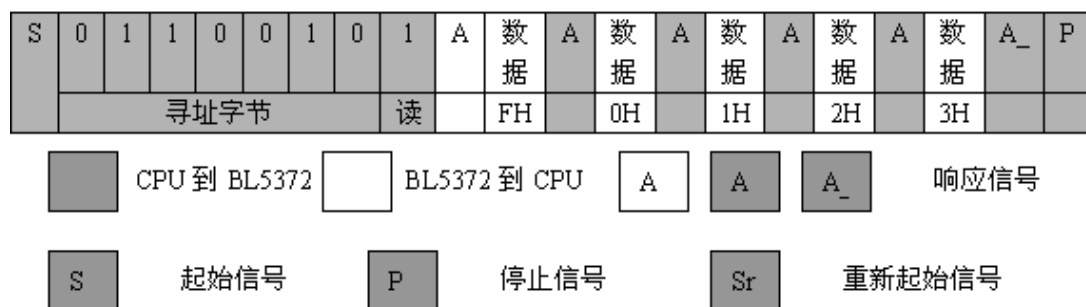 S 0 1 1 0 0 1 0 1 A 数据 A 数据 A 数据 A 数据 A 数据 A_ P
寻址字节 读 FH 0H 1H 2H 3H
CPU 到 BL5372 BL5372 到 CPU A A A_ 响应信号
S 起始信号 P 停止信号 Sr 重新起始信号